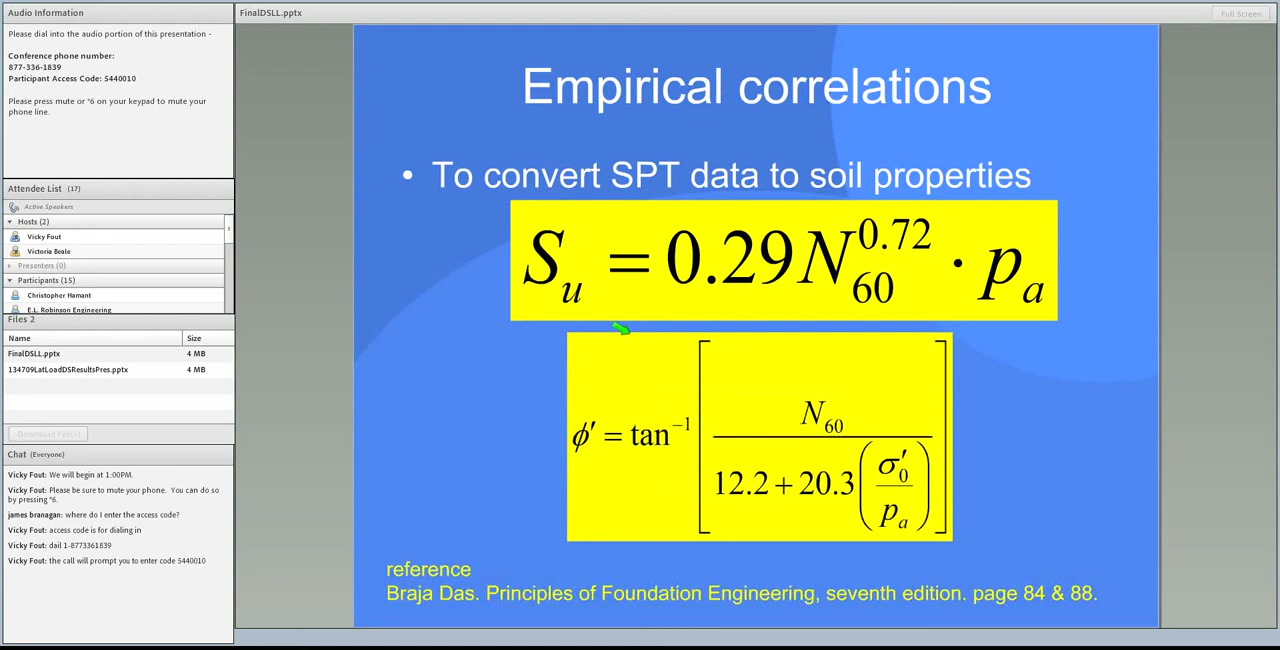 Audio Information
Please dial into the audio portion of this presentation -
Conference phone number:
877-336-1839
Participant Access Code: 5440010
Please press mute or *6 on your keypad to mute your
phone line.
Attendee List (17)
Active Speakers
Hosts (2)
Vicky Fout
Victoria Beale
Presenters (0)
Participants (15)
Christopher Hamant
E.L. Robinson Engineering
Files 2
Name Size
FinalDSLL.pptx 4 MB
134709LatLoadDSResultsPres.pptx 4 MB
Download File(s)
Chat (Everyone)
Vicky Fout: We will begin at 1:00PM.
Vicky Fout: Please be sure to mute your phone. You can do so
by pressing *6.
james branagan: where do I enter the access code?
Vicky Fout: access code is for dialing in
Vicky Fout: dail 1-8773361839
Vicky Fout: the call will prompt you to enter code 5440010
FinalDSLL.pptx
Full Screen
Empirical correlations
• To convert SPT data to soil properties
S_u = 0.29 N_60^0.72 · p_a
ϕ′ = tan⁻¹ [ N_60 / (12.2 + 20.3 (σ′_0 / p_a)) ]
reference
Braja Das. Principles of Foundation Engineering, seventh edition. page 84 & 88.